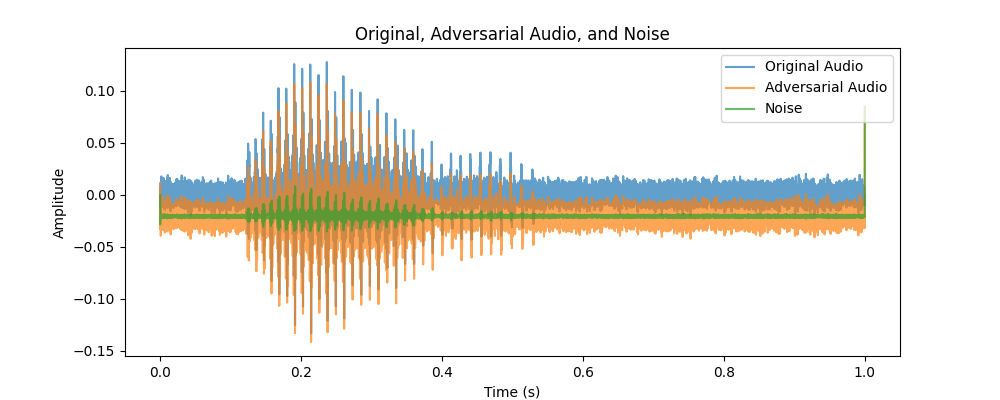 Original, Adversarial Audio, and Noise
Original Audio
Adversarial Audio
Noise
Amplitude
0.10
0.05
0.00
−0.05
−0.10
−0.15
0.0 0.2 0.4 0.6 0.8 1.0
Time (s)